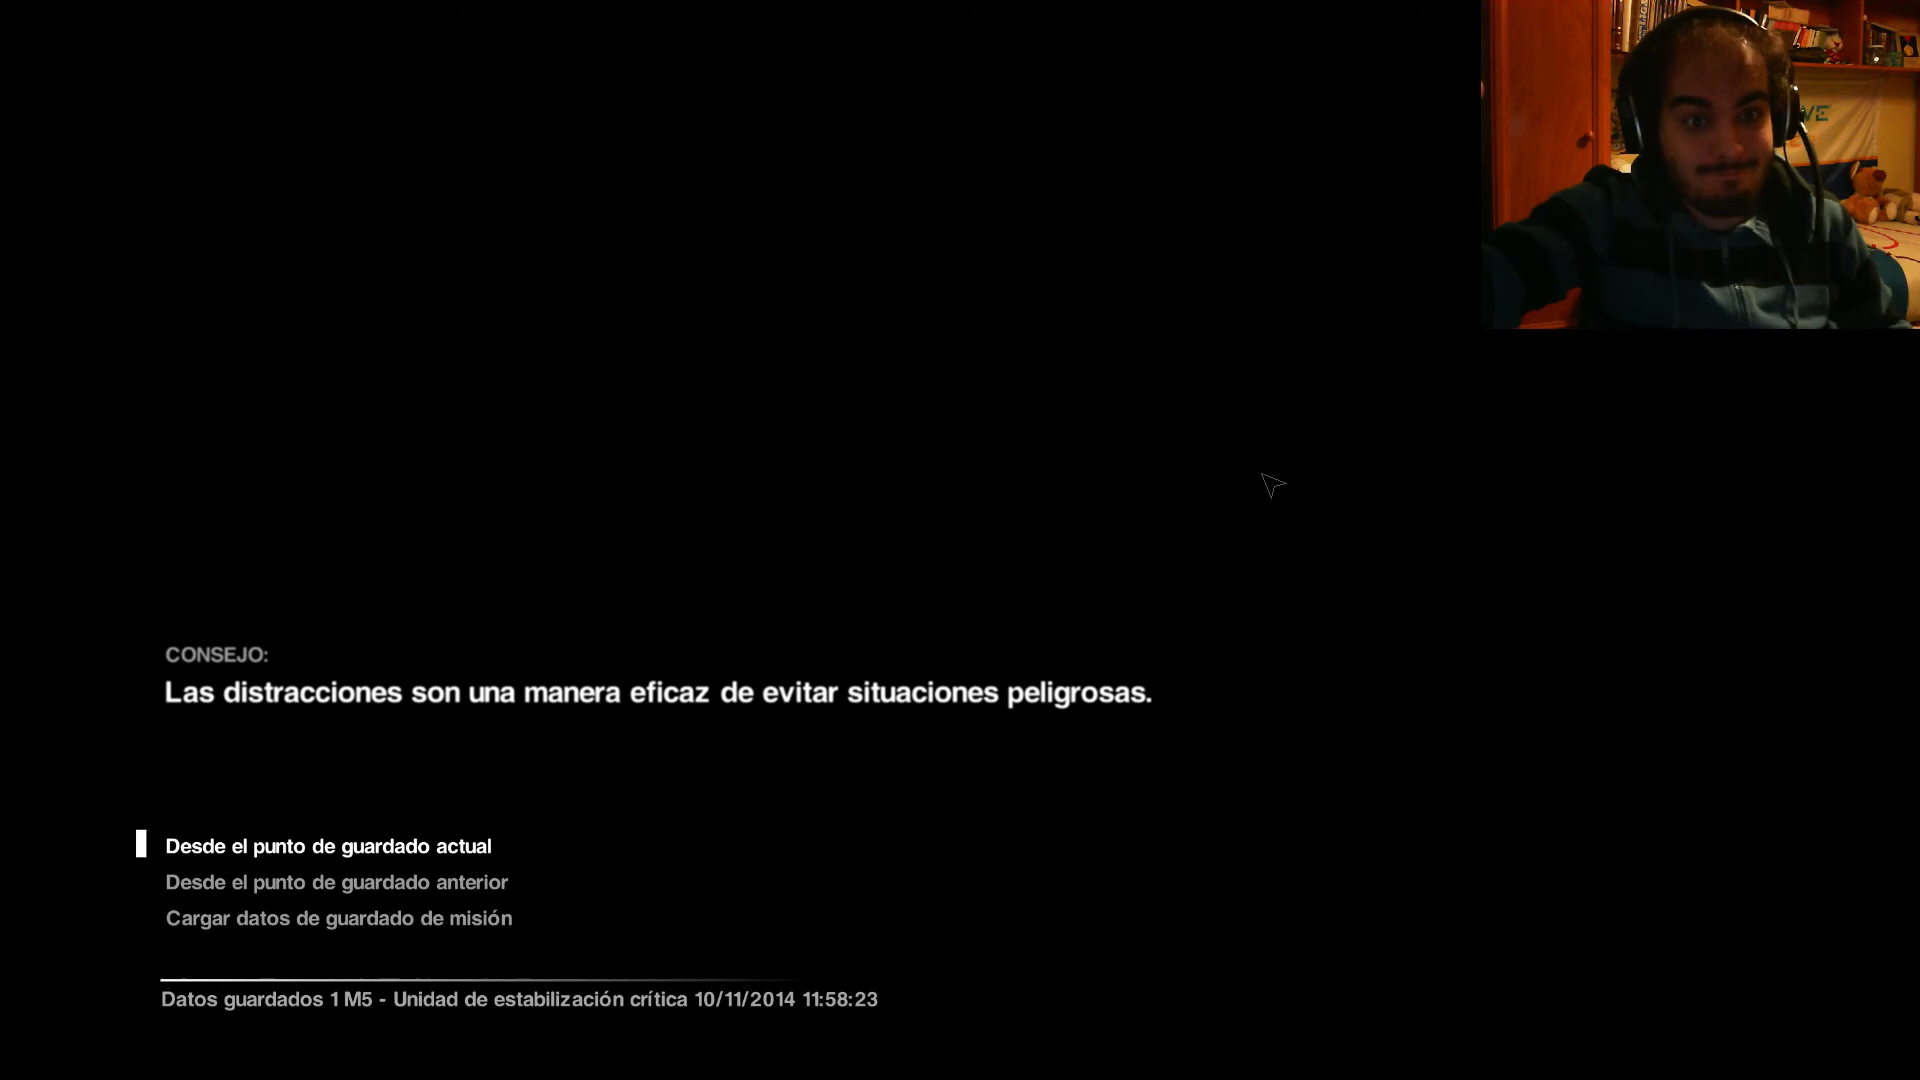 CONSEJO:
Las distracciones son una manera eficaz de evitar situaciones peligrosas.
Desde el punto de guardado actual
Desde el punto de guardado anterior
Cargar datos de guardado de misión
Datos guardados 1 M5 - Unidad de estabilización crítica 10/11/2014 11:58:23